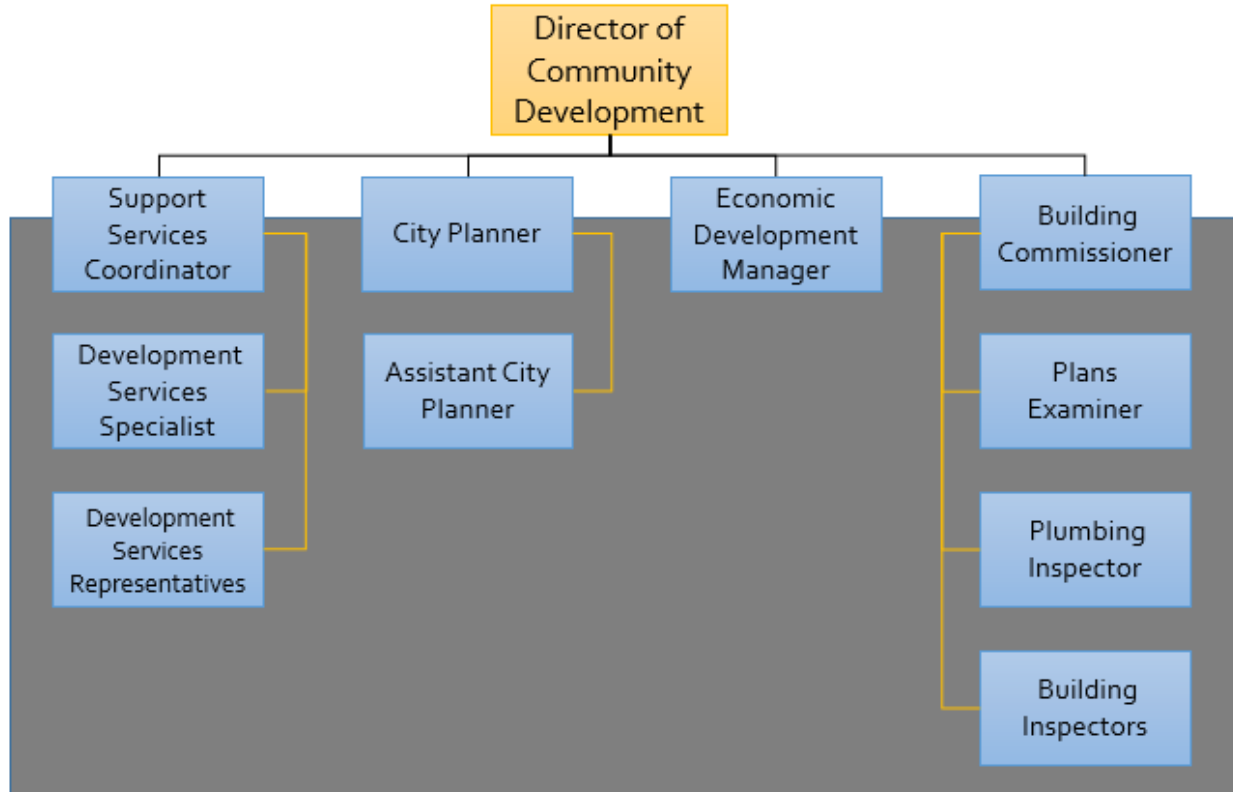 Director of
Community
Development
Support
Services
Coordinator
City Planner
Economic
Development
Manager
Building
Commissioner
Development
Services
Specialist
Assistant City
Planner
Plans
Examiner
Development
Services
Representatives
Plumbing
Inspector
Building
Inspectors